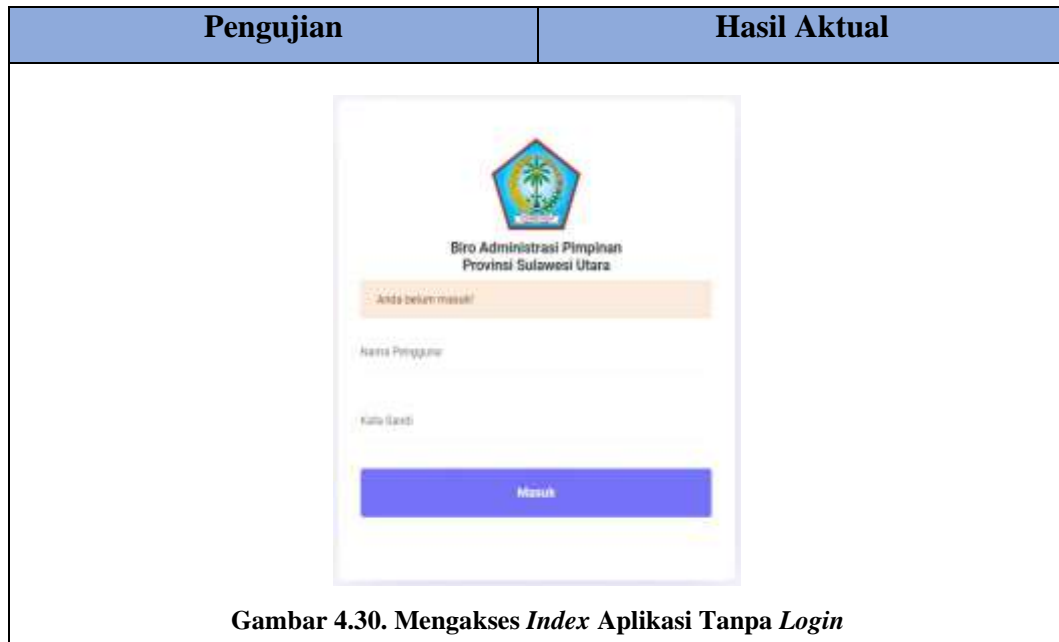 Pengujian
Hasil Aktual
Biro Administrasi Pimpinan
Provinsi Sulawesi Utara
Anda belum masuk!
Nama Pengguna
Kata Sandi
Masuk
Gambar 4.30. Mengakses Index Aplikasi Tanpa Login